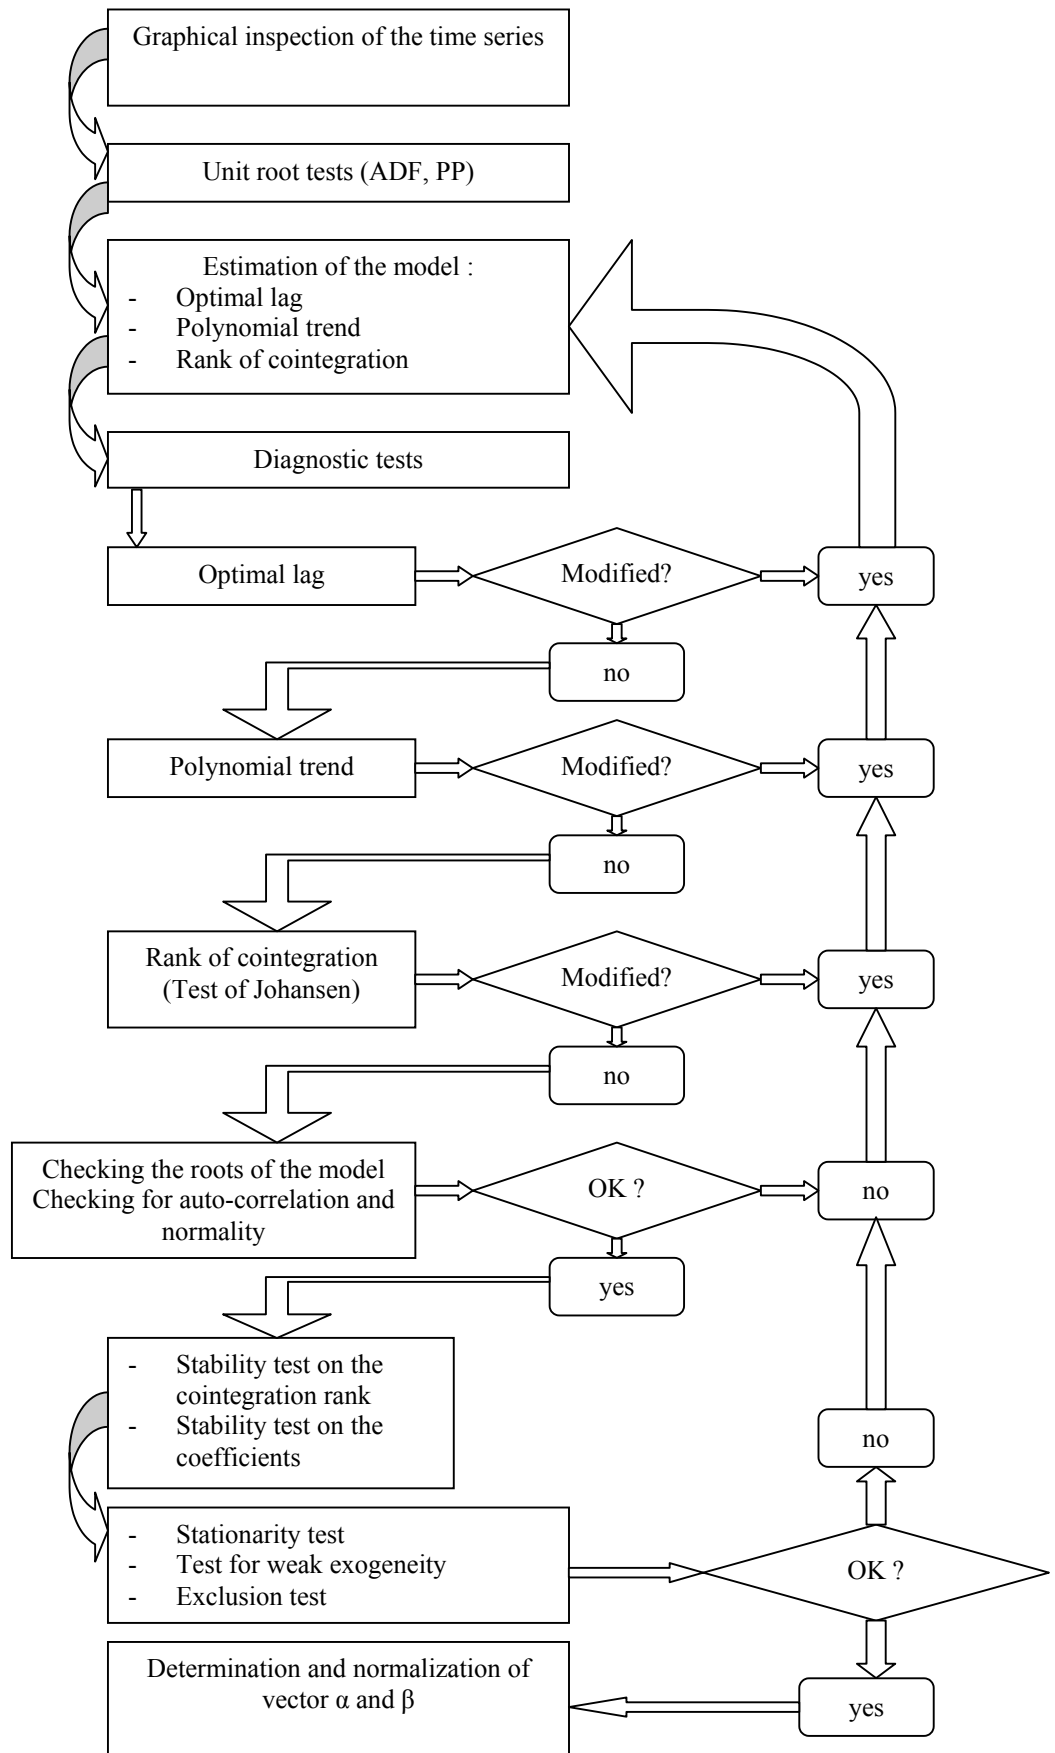 Graphical inspection of the time series
Unit root tests (ADF, PP)
Estimation of the model :
- Optimal lag
- Polynomial trend
- Rank of cointegration
Diagnostic tests
Optimal lag
Modified?
yes
no
Polynomial trend
Modified?
yes
no
Rank of cointegration
(Test of Johansen)
Modified?
yes
no
Checking the roots of the model
Checking for auto-correlation and
normality
OK ?
no
yes
- Stability test on the
cointegration rank
- Stability test on the
coefficients
no
- Stationarity test
- Test for weak exogeneity
- Exclusion test
OK ?
Determination and normalization of
vector α and β
yes